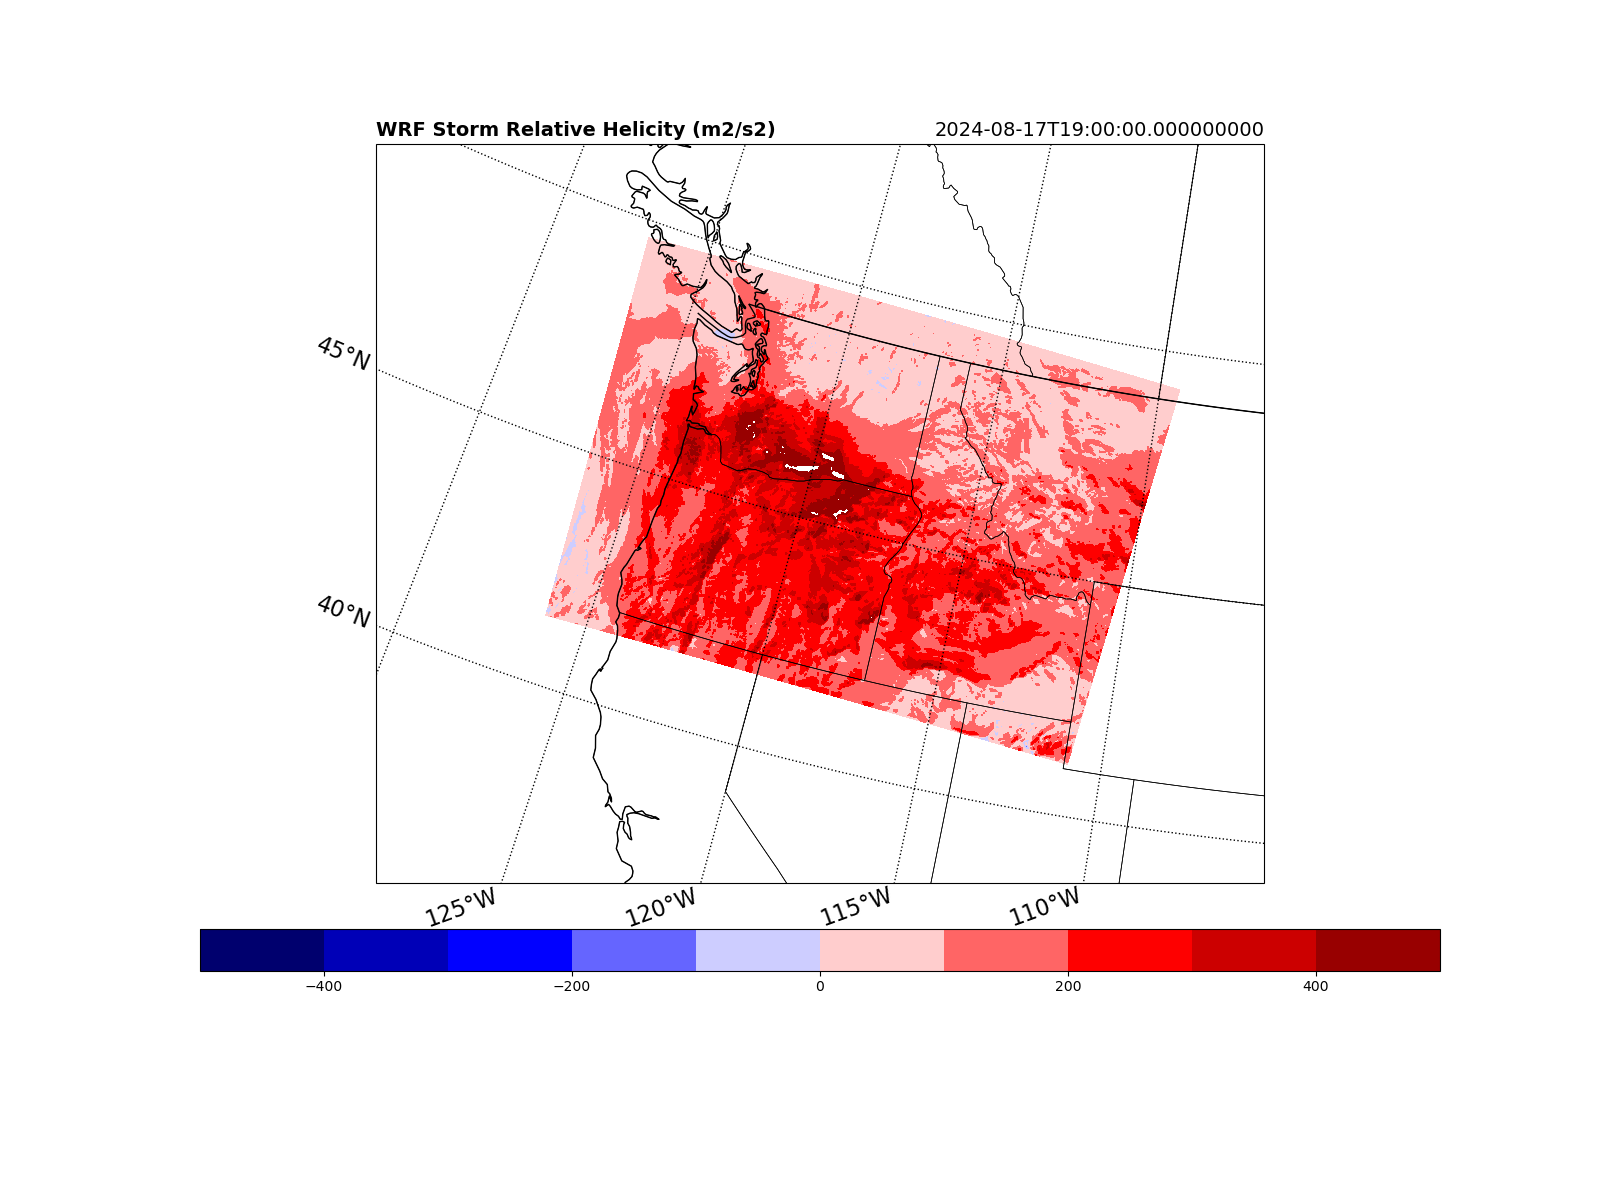 WRF Storm Relative Helicity (m2/s2) 2024-08-17T19:00:00.000000000
45°N
40°N
125°W 120°W 115°W 110°W
−400 −200 0 200 400